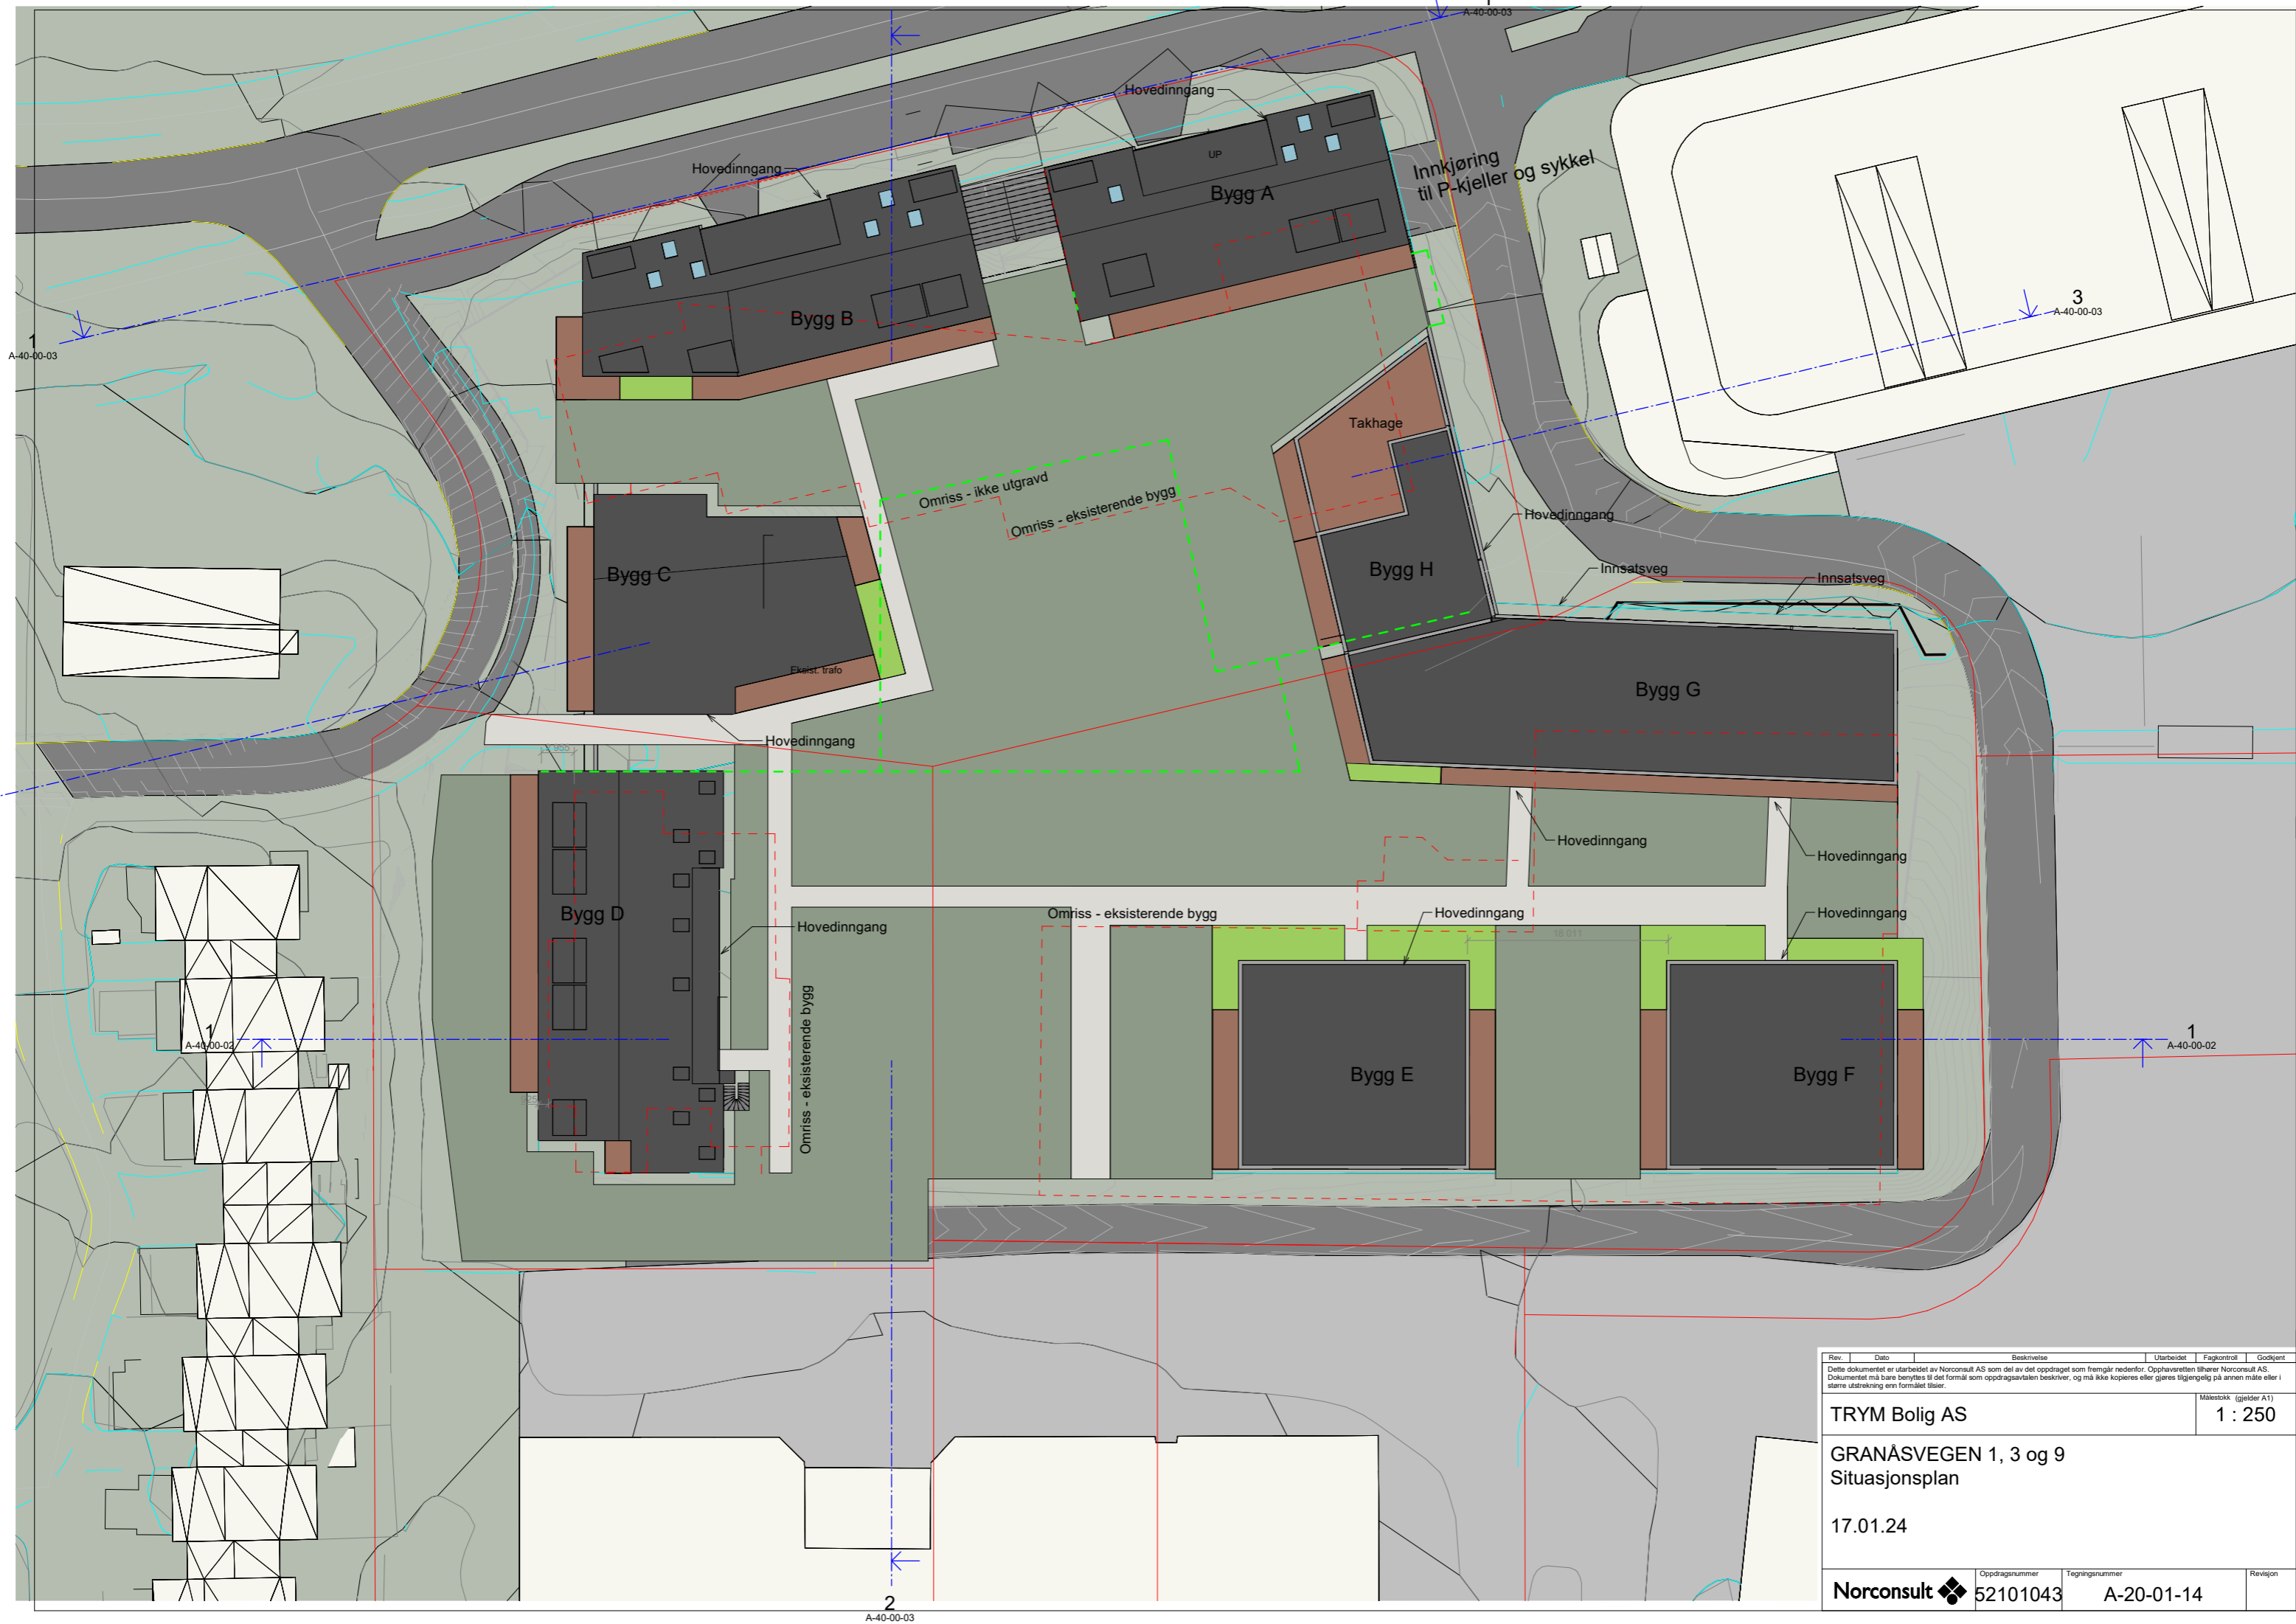 1
A-40-00-03
Hovedinngang
Hovedinngang
UP
Innkjøring
til P-kjeller og sykkel
Bygg A
Bygg B
3
A-40-00-03
1
A-40-00-03
Takhage
Omriss - ikke utgravd
Omriss - eksisterende bygg
Hovedinngang
Bygg C
Bygg H
Innsatsveg
Innsatsveg
Eksist. trafo
Bygg G
Hovedinngang
Hovedinngang
Hovedinngang
Bygg D
Hovedinngang
Omriss - eksisterende bygg
Hovedinngang
Hovedinngang
18 011
Omriss - eksisterende bygg
1
A-40-00-02
1
A-40-00-02
Bygg E
Bygg F
2
A-40-00-03
Rev. Dato Beskrivelse Utarbeidet Fagkontroll Godkjent
Dette dokumentet er utarbeidet av Norconsult AS som del av det oppdraget som fremgår nedenfor. Opphavsretten tilhører Norconsult AS.
Dokumentet må bare benyttes til det formål som oppdragsavtalen beskriver, og må ikke kopieres eller gjøres tilgjengelig på annen måte eller i
større utstrekning enn formålet tilsier.
TRYM Bolig AS
Målestokk (gjelder A1)
1 : 250
GRANÅSVEGEN 1, 3 og 9
Situasjonsplan
17.01.24
Norconsult
Oppdragsnummer
52101043
Tegningsnummer
A-20-01-14
Revisjon